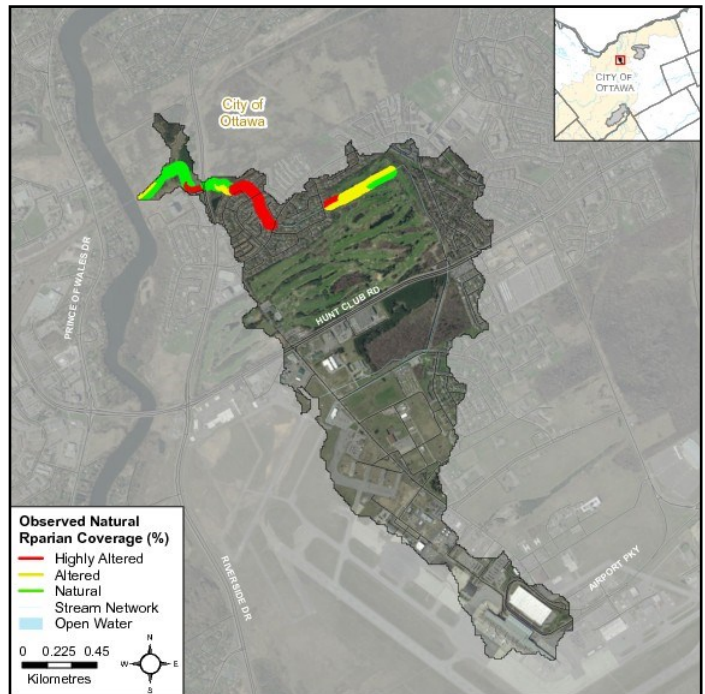 City of
Ottawa
CITY OF
OTTAWA
PRINCE OF WALES DR
HUNT CLUB RD
RIVERSIDE DR
AIRPORT PKY
Observed Natural
Rparian Coverage (%)
Highly Altered
Altered
Natural
Stream Network
Open Water
0 0.225 0.45
Kilometres
N
W E
S